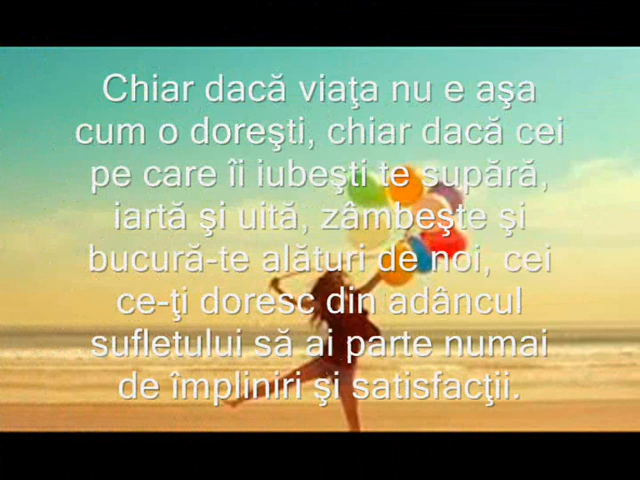 Chiar dacă viaţa nu e aşa
cum o doreşti, chiar dacă cei
pe care îi iubeşti te supără,
iartă şi uită, zâmbeşte şi
bucură-te alături de noi, cei
ce-ţi doresc din adâncul
sufletului să ai parte numai
de împliniri şi satisfacţii.